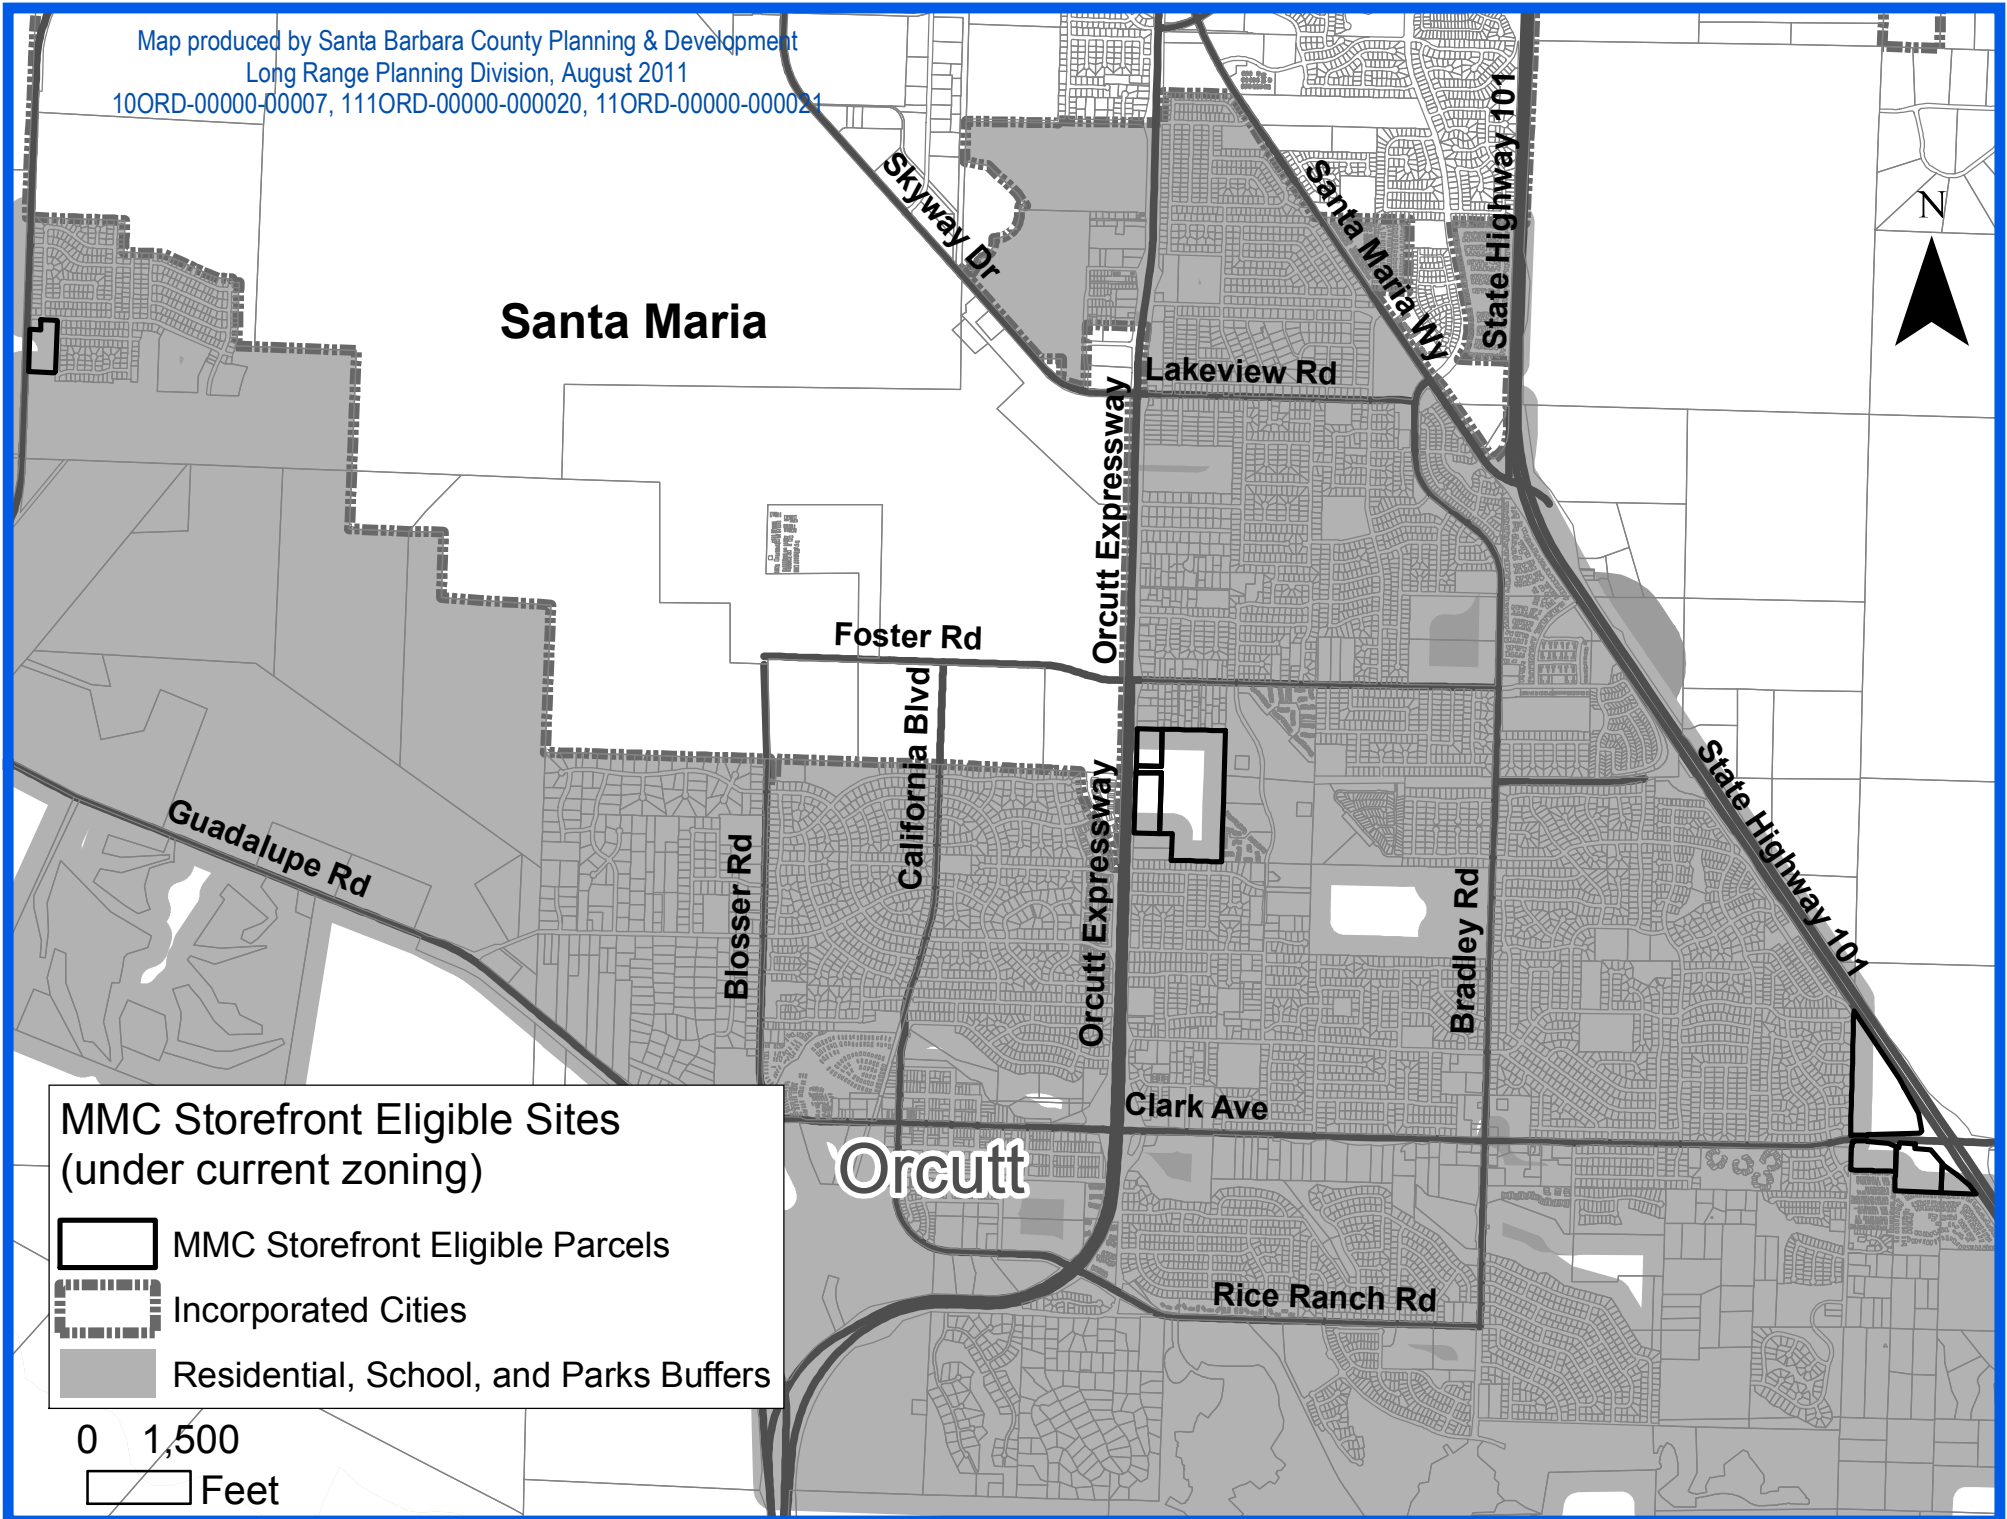 Map produced by Santa Barbara County Planning & Development
Long Range Planning Division, August 2011
10ORD-00000-00007, 111ORD-00000-000020, 11ORD-00000-000021
Skyway Dr
Santa Maria Wy
State Highway 101
N
Santa Maria
Lakeview Rd
Orcutt Expressway
Foster Rd
California Blvd
Orcutt Expressway
State Highway 101
Guadalupe Rd
Blosser Rd
Bradley Rd
Clark Ave
Orcutt
Rice Ranch Rd
MMC Storefront Eligible Sites
(under current zoning)
MMC Storefront Eligible Parcels
Incorporated Cities
Residential, School, and Parks Buffers
0 1,500
Feet